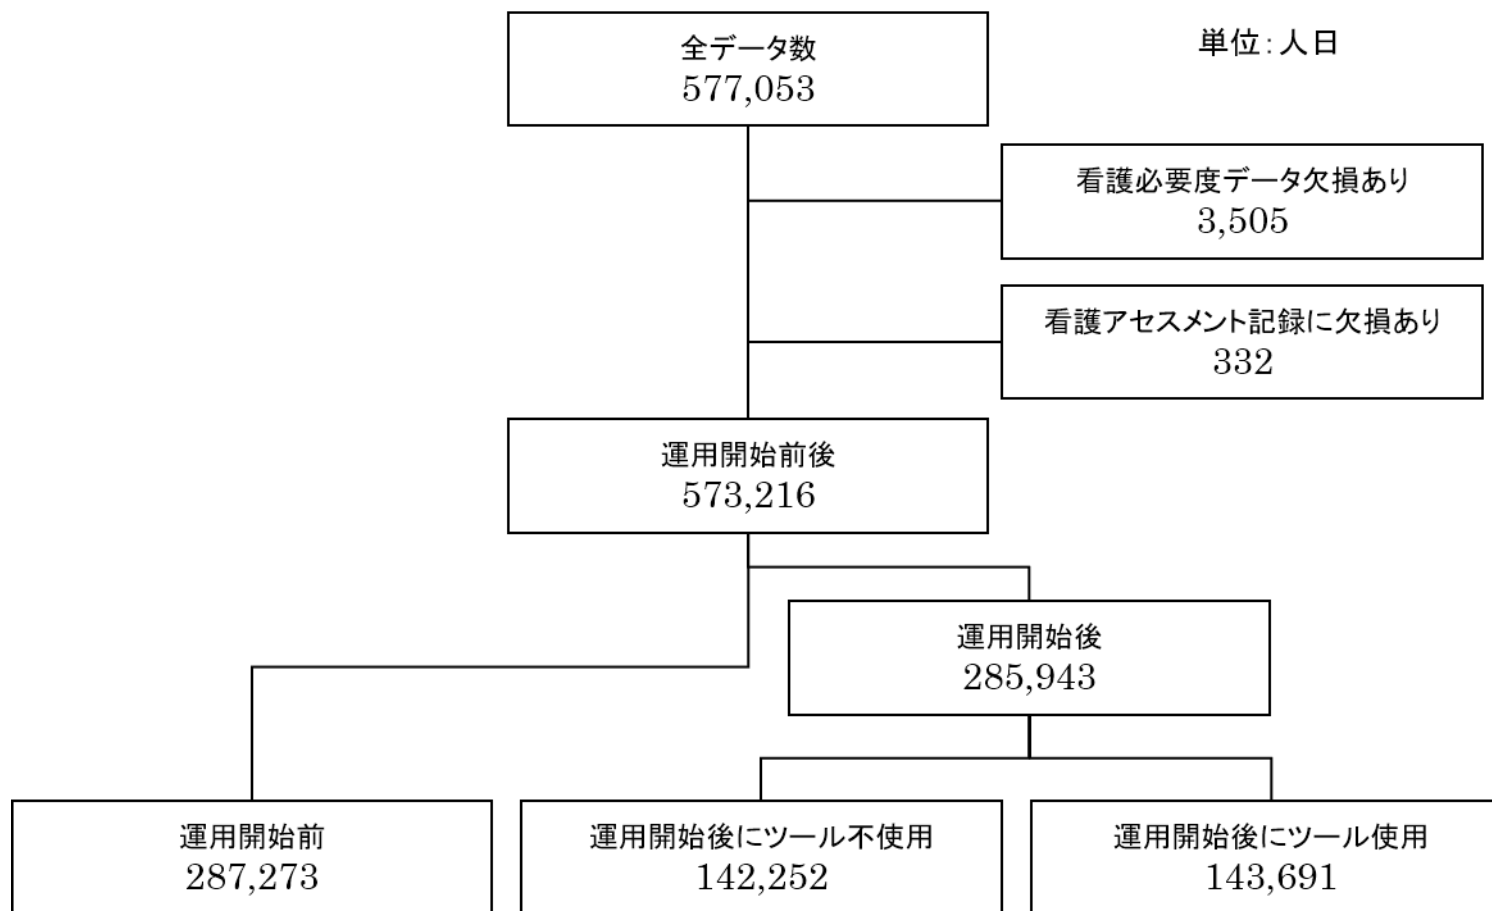 全データ数
577,053
単位：人日
看護必要度データ欠損あり
3,505
看護アセスメント記録に欠損あり
332
運用開始前後
573,216
運用開始後
285,943
運用開始前
287,273
運用開始後にツール不使用
142,252
運用開始後にツール使用
143,691